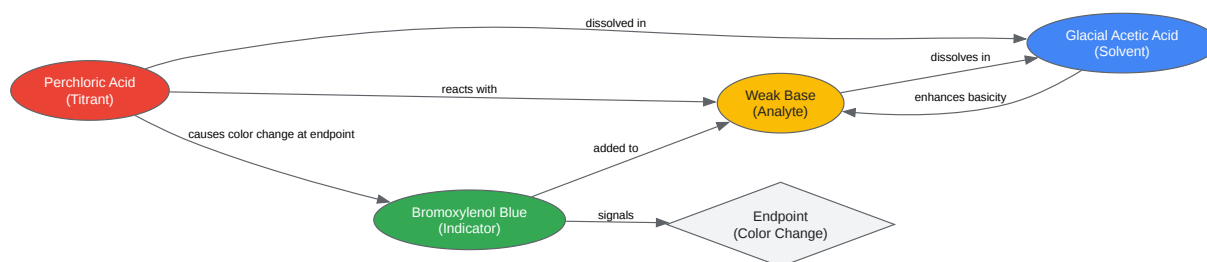 dissolved in
Glacial Acetic Acid
(Solvent)
dissolves in
Perchloric Acid
(Titrant)
reacts with
Weak Base
(Analyte)
enhances basicity
causes color change at endpoint
added to
Bromoxylenol Blue
(Indicator)
signals
Endpoint
(Color Change)